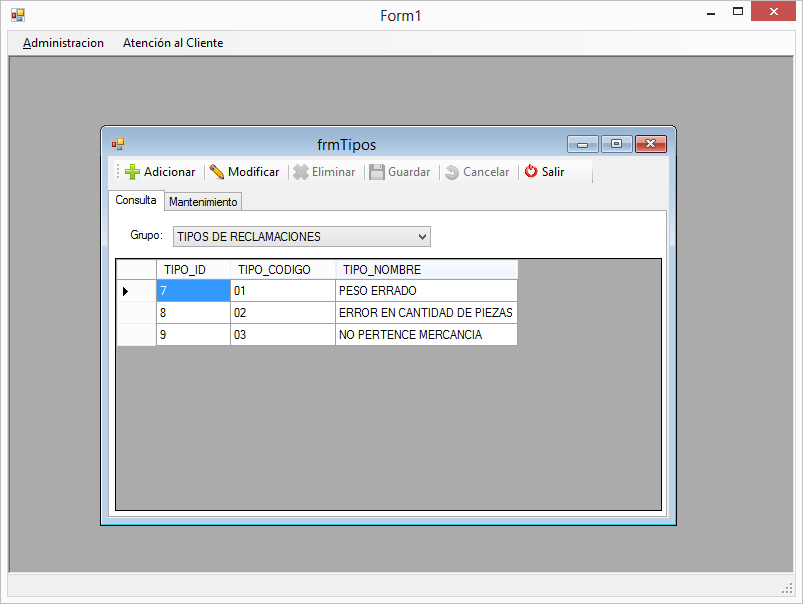 Form1
Administracion Atención al Cliente
frmTipos
Adicionar Modificar Eliminar Guardar Cancelar Salir
Consulta Mantenimiento
Grupo: TIPOS DE RECLAMACIONES
TIPO_ID TIPO_CODIGO TIPO_NOMBRE
7 01 PESO ERRADO
8 02 ERROR EN CANTIDAD DE PIEZAS
9 03 NO PERTENCE MERCANCIA